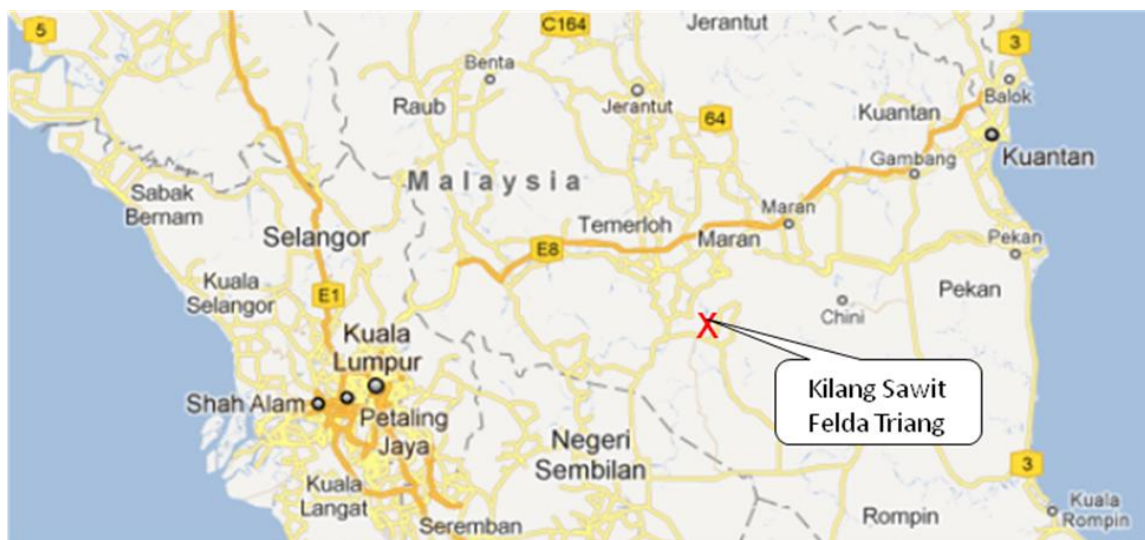 5
C164
Jerantut
3
Benta
Balok
Raub
Jerantut
64
Kuantan
Kuantan
Gambang
Malaysia
Sabak
Bernam
Maran
Temerloh
Selangor
Maran
E8
Pekan
Kuala
Selangor
E1
Pekan
Chini
X
Kuala
Lumpur
Kilang Sawit
Felda Triang
Shah Alam
Petaling
Jaya
Negeri
Sembilan
Kuala
Langat
3
Seremban
Rompin
Kuala
Rompin